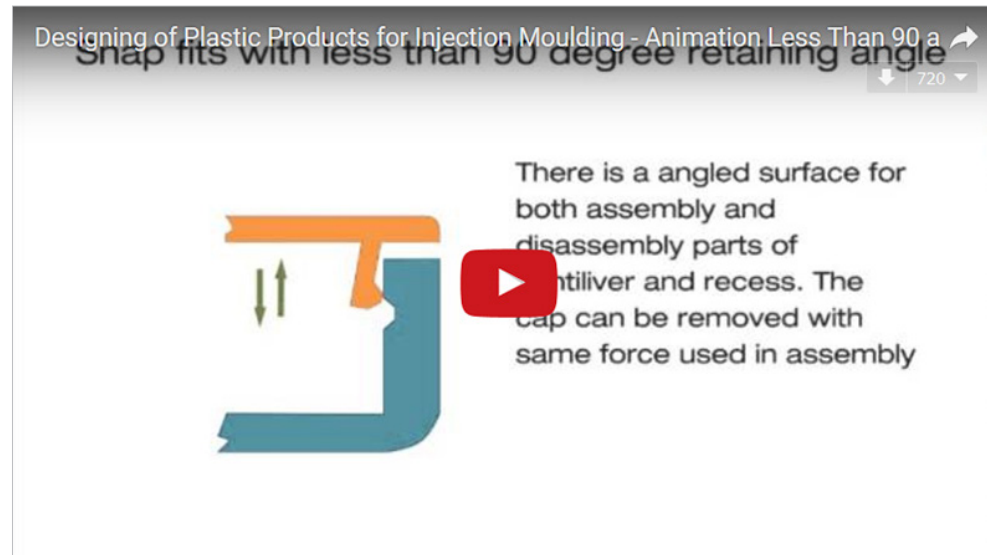 Designing of Plastic Products for Injection Moulding - Animation Less Than 90 a
Snap fits with less than 90 degree retaining angle
720
There is a angled surface for
both assembly and
disassembly parts of
ntiliver and recess. The
cap can be removed with
same force used in assembly